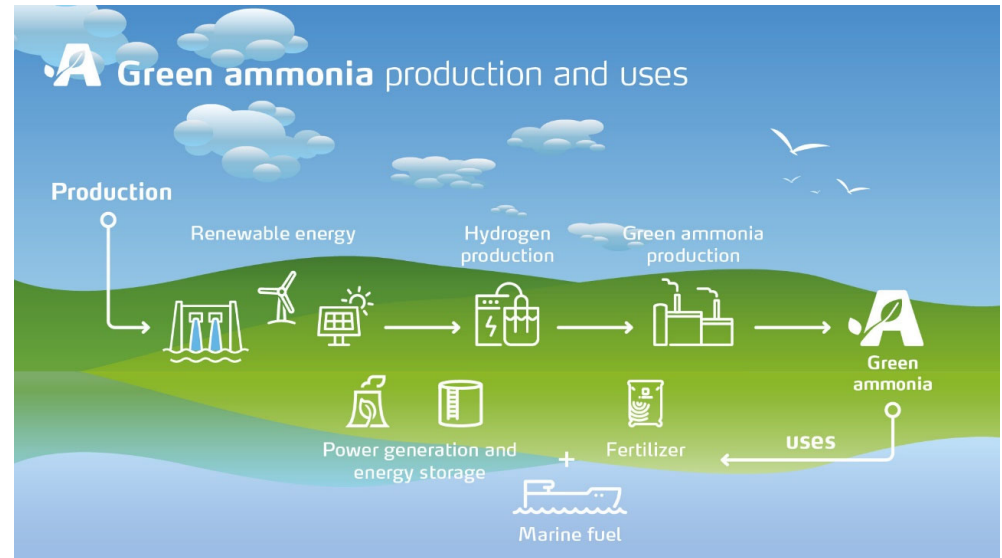 Green ammonia production and uses
Production
Renewable energy
Hydrogen
production
Green ammonia
production
Green
ammonia
uses
Power generation and
energy storage
+
Fertilizer
Marine fuel